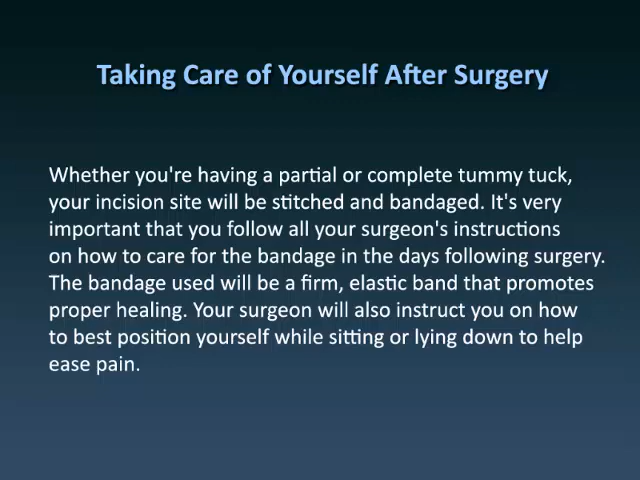 Taking Care of Yourself After Surgery
Whether you're having a partial or complete tummy tuck,
your incision site will be stitched and bandaged. It's very
important that you follow all your surgeon's instructions
on how to care for the bandage in the days following surgery.
The bandage used will be a firm, elastic band that promotes
proper healing. Your surgeon will also instruct you on how
to best position yourself while sitting or lying down to help
ease pain.